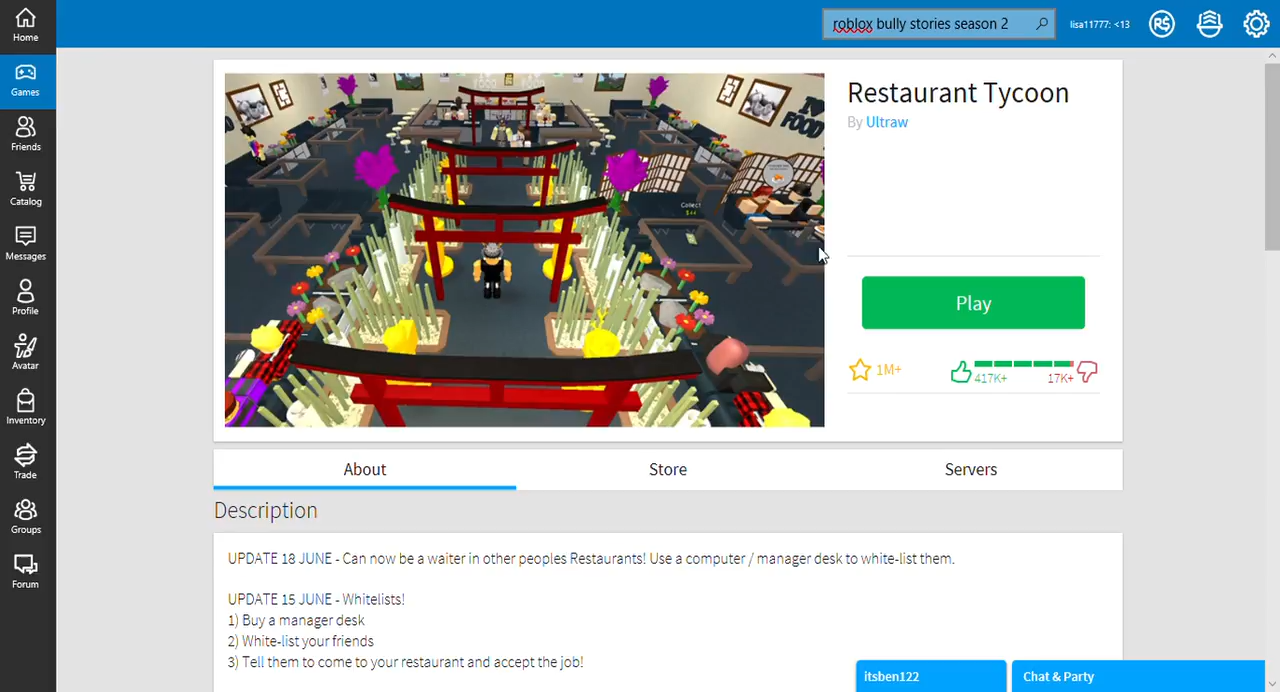 Home
Games
Friends
Catalog
Messages
Profile
Avatar
Inventory
Trade
Groups
Forum
roblox bully stories season 2
lisa11777: <13
R$
I
FOOD
Collect
$44
Restaurant Tycoon
By Ultraw
Play
1M+
417K+
17K+
About
Store
Servers
Description
UPDATE 18 JUNE - Can now be a waiter in other peoples Restaurants! Use a computer / manager desk to white-list them.
UPDATE 15 JUNE - Whitelists!
1) Buy a manager desk
2) White-list your friends
3) Tell them to come to your restaurant and accept the job!
itsben122
Chat & Party